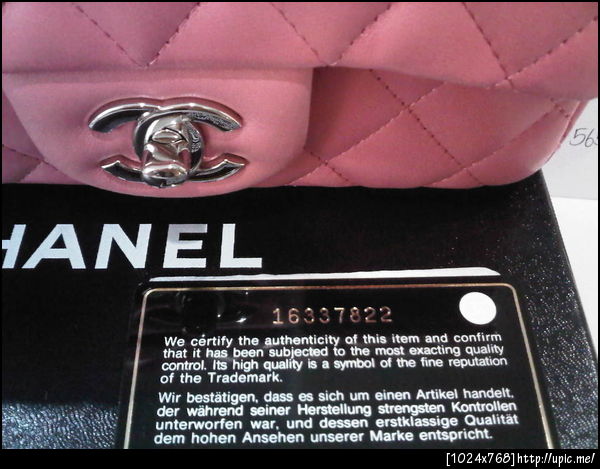 565
HANEL
16337822
We certify the authenticity of this item and confirm
that it has been subjected to the most exacting quality
control. Its high quality is a symbol of the fine reputation
of the Trademark.
Wir bestätigen, dass es sich um einen Artikel handelt,
der während seiner Herstellung strengsten Kontrollen
unterworfen war, und dessen erstklassige Qualität
dem hohen Ansehen unserer Marke entspricht.
[1024x768]http://upic.me/